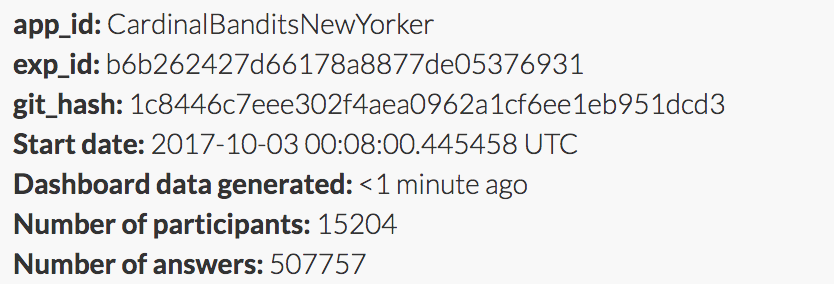 app_id: CardinalBanditsNewYorker
exp_id: b6b262427d66178a8877de05376931
git_hash: 1c8446c7eee302f4aea0962a1cf6ee1eb951dcd3
Start date: 2017-10-03 00:08:00.445458 UTC
Dashboard data generated: <1 minute ago
Number of participants: 15204
Number of answers: 507757